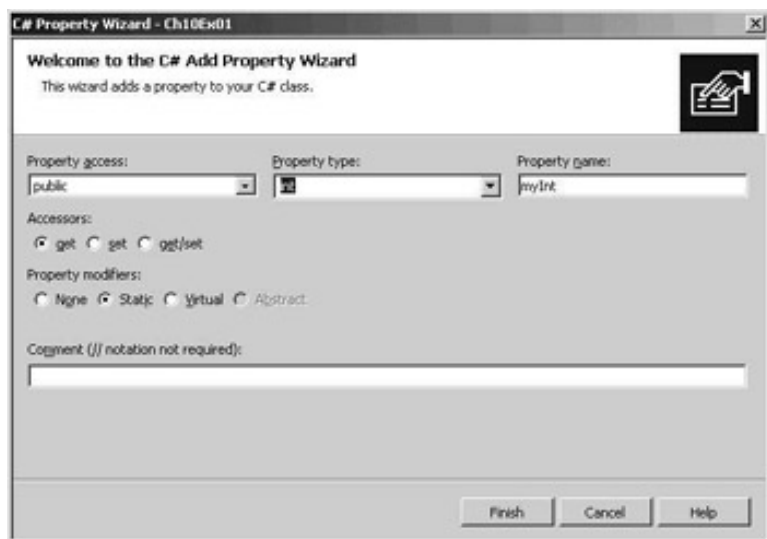 C# Property Wizard - Ch10Ex01
Welcome to the C# Add Property Wizard
This wizard adds a property to your C# class.
Property access: Property type: Property name:
public int myInt
Accessors:
get set get/set
Property modifiers:
None Static Virtual Abstract
Comment (// notation not required):
Finish Cancel Help